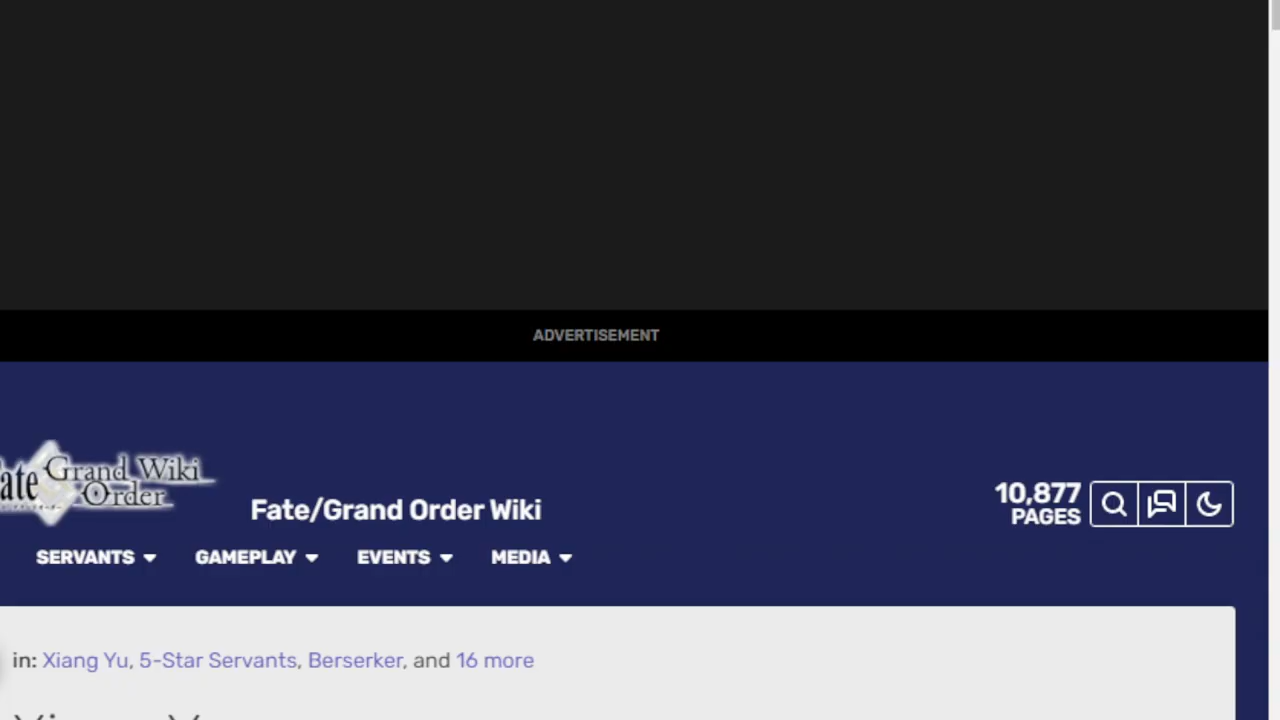 ADVERTISEMENT
Grand Wiki
Order
Fate/Grand Order Wiki
10,877
PAGES
SERVANTS
GAMEPLAY
EVENTS
MEDIA
in: Xiang Yu, 5-Star Servants, Berserker, and 16 more